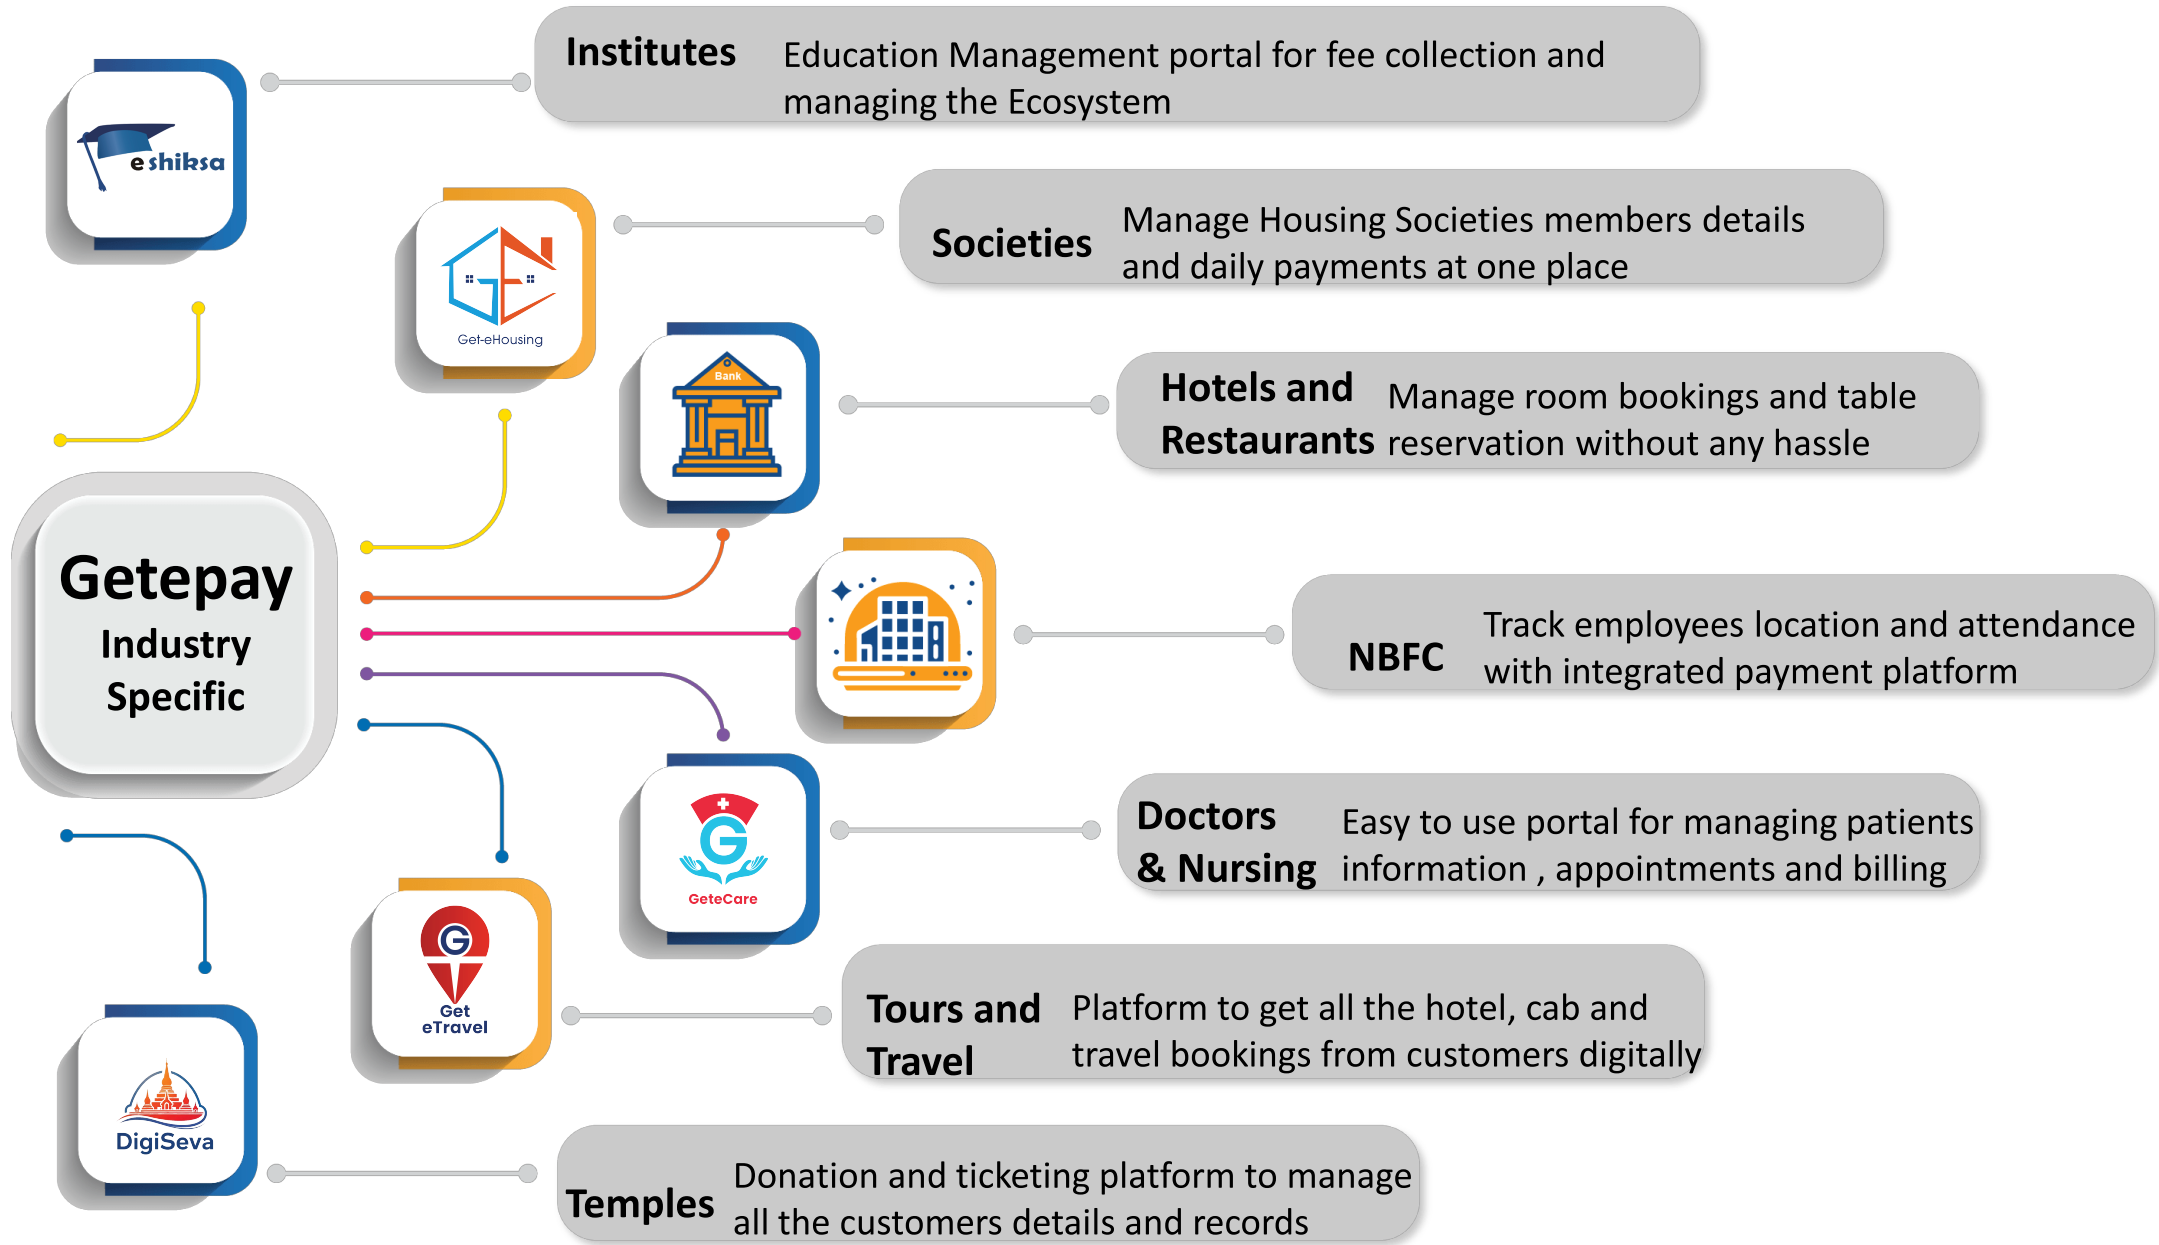 Institutes
Education Management portal for fee collection and
managing the Ecosystem
e shiksa
Societies
Manage Housing Societies members details
and daily payments at one place
Get-eHousing
Bank
Hotels and
Restaurants
Manage room bookings and table
reservation without any hassle
Getepay
Industry
Specific
NBFC
Track employees location and attendance
with integrated payment platform
GeteCare
Doctors
& Nursing
Easy to use portal for managing patients
information , appointments and billing
G
Get
eTravel
Tours and
Travel
Platform to get all the hotel, cab and
travel bookings from customers digitally
DigiSeva
Temples
Donation and ticketing platform to manage
all the customers details and records